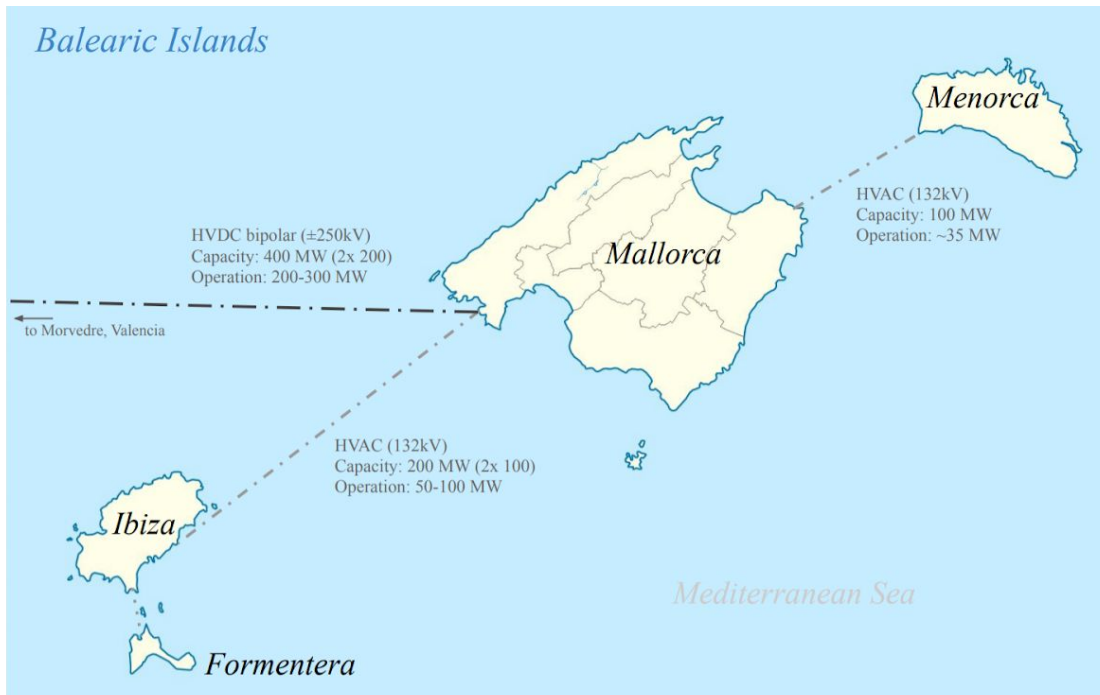 Balearic Islands
Menorca
HVAC (132kV)
Capacity: 100 MW
Operation: ~35 MW
HVDC bipolar (±250kV)
Capacity: 400 MW (2x 200)
Operation: 200-300 MW
Mallorca
to Morvedre, Valencia
HVAC (132kV)
Capacity: 200 MW (2x 100)
Operation: 50-100 MW
Ibiza
Mediterranean Sea
Formentera